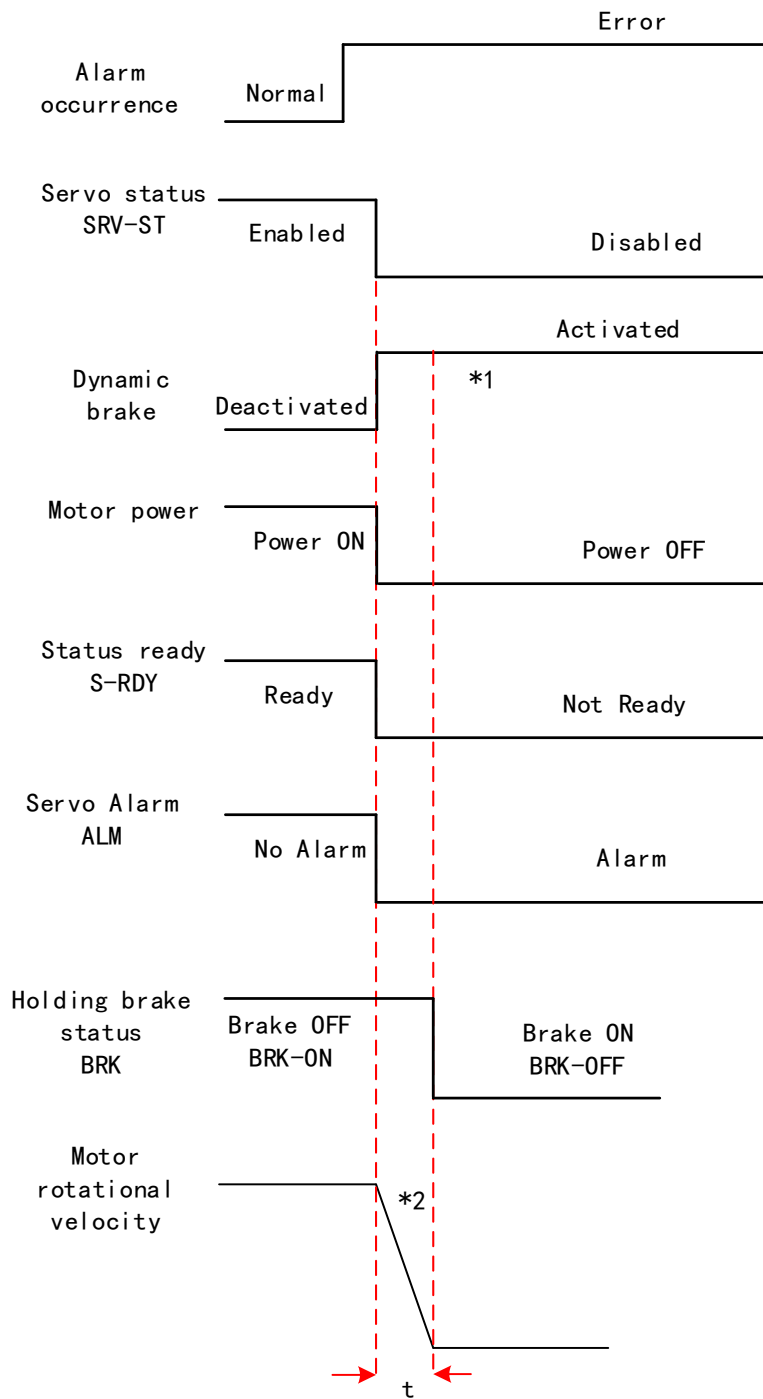 Error
Alarm
occurrence
Normal
Servo status
SRV-ST
Enabled
Disabled
Activated
Dynamic
brake
Deactivated
*1
Motor power
Power ON
Power OFF
Status ready
S-RDY
Ready
Not Ready
Servo Alarm
ALM
No Alarm
Alarm
Holding brake
status
BRK
Brake OFF
BRK-ON
Brake ON
BRK-OFF
Motor
rotational
velocity
*2
t